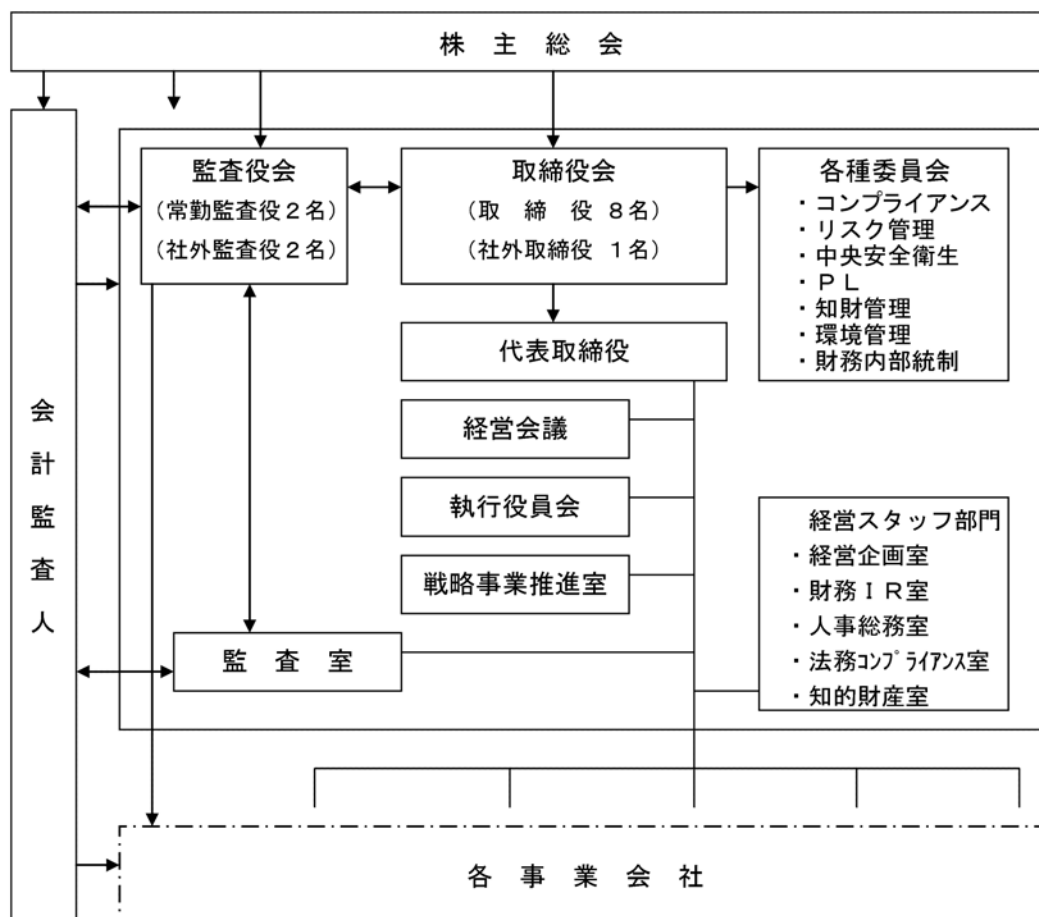 株 主 総 会
会計監査人
監査役会
（常勤監査役２名）
（社外監査役２名）
取締役会
（取 締 役 ８名）
（社外取締役 １名）
各種委員会
・コンプライアンス
・リスク管理
・中央安全衛生
・ＰＬ
・知財管理
・環境管理
・財務内部統制
代表取締役
経営会議
執行役員会
戦略事業推進室
監 査 室
経営スタッフ部門
・経営企画室
・財務ＩＲ室
・人事総務室
・法務ｺﾝﾌﾟﾗｲｱﾝｽ室
・知的財産室
各 事 業 会 社